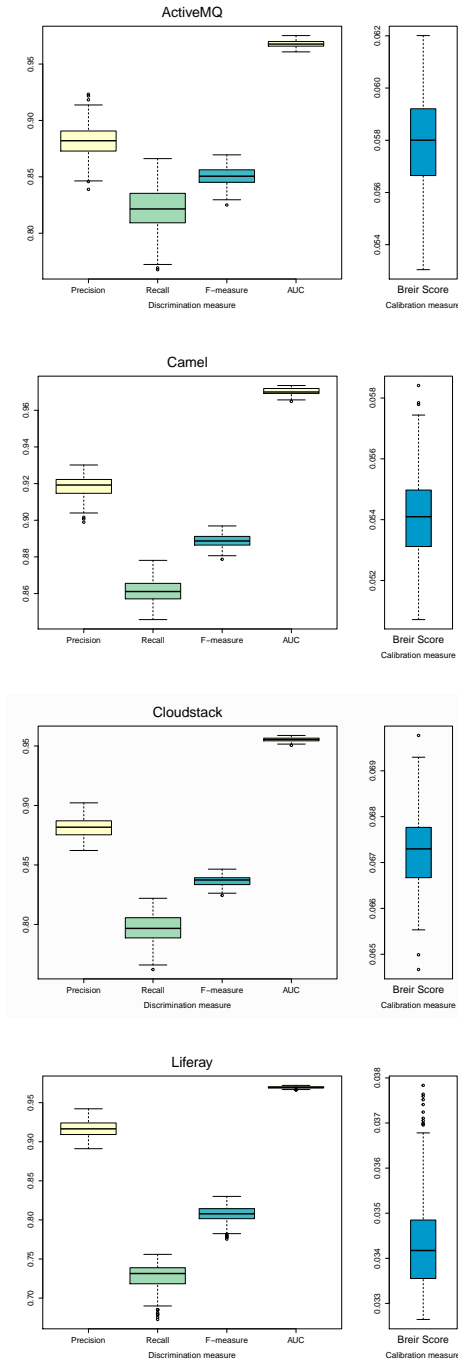 ActiveMQ
0.95
0.90
0.85
0.80
Precision Recall F−measure AUC
Discrimination measure
0.062
0.060
0.058
0.056
0.054
Breir Score
Calibration measure
Camel
0.96
0.94
0.92
0.90
0.88
0.86
Precision Recall F−measure AUC
0.058
0.056
0.054
0.052
Breir Score
Calibration measure
Cloudstack
0.95
0.90
0.85
0.80
Precision Recall F−measure AUC
Discrimination measure
0.069
0.068
0.067
0.066
0.065
Breir Score
Calibration measure
Liferay
0.95
0.90
0.80
0.75
0.70
Precision Recall F−measure AUC
Discrimination measure
0.038
0.037
0.036
0.035
0.034
0.033
Breir Score
Calibration measure